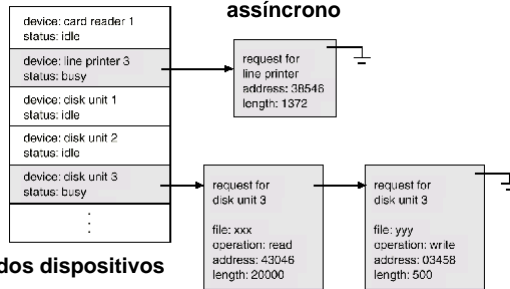 assíncrono
device: card reader 1
status: idle
device: line printer 3
status: busy
device: disk unit 1
status: idle
device: disk unit 2
status: idle
device: disk unit 3
status: busy
request for
line printer
address: 38546
length: 1372
request for
disk unit 3
file: xxx
operation: read
address: 43046
length: 20000
request for
disk unit 3
file: yyy
operation: write
address: 03458
length: 500
dos dispositivos